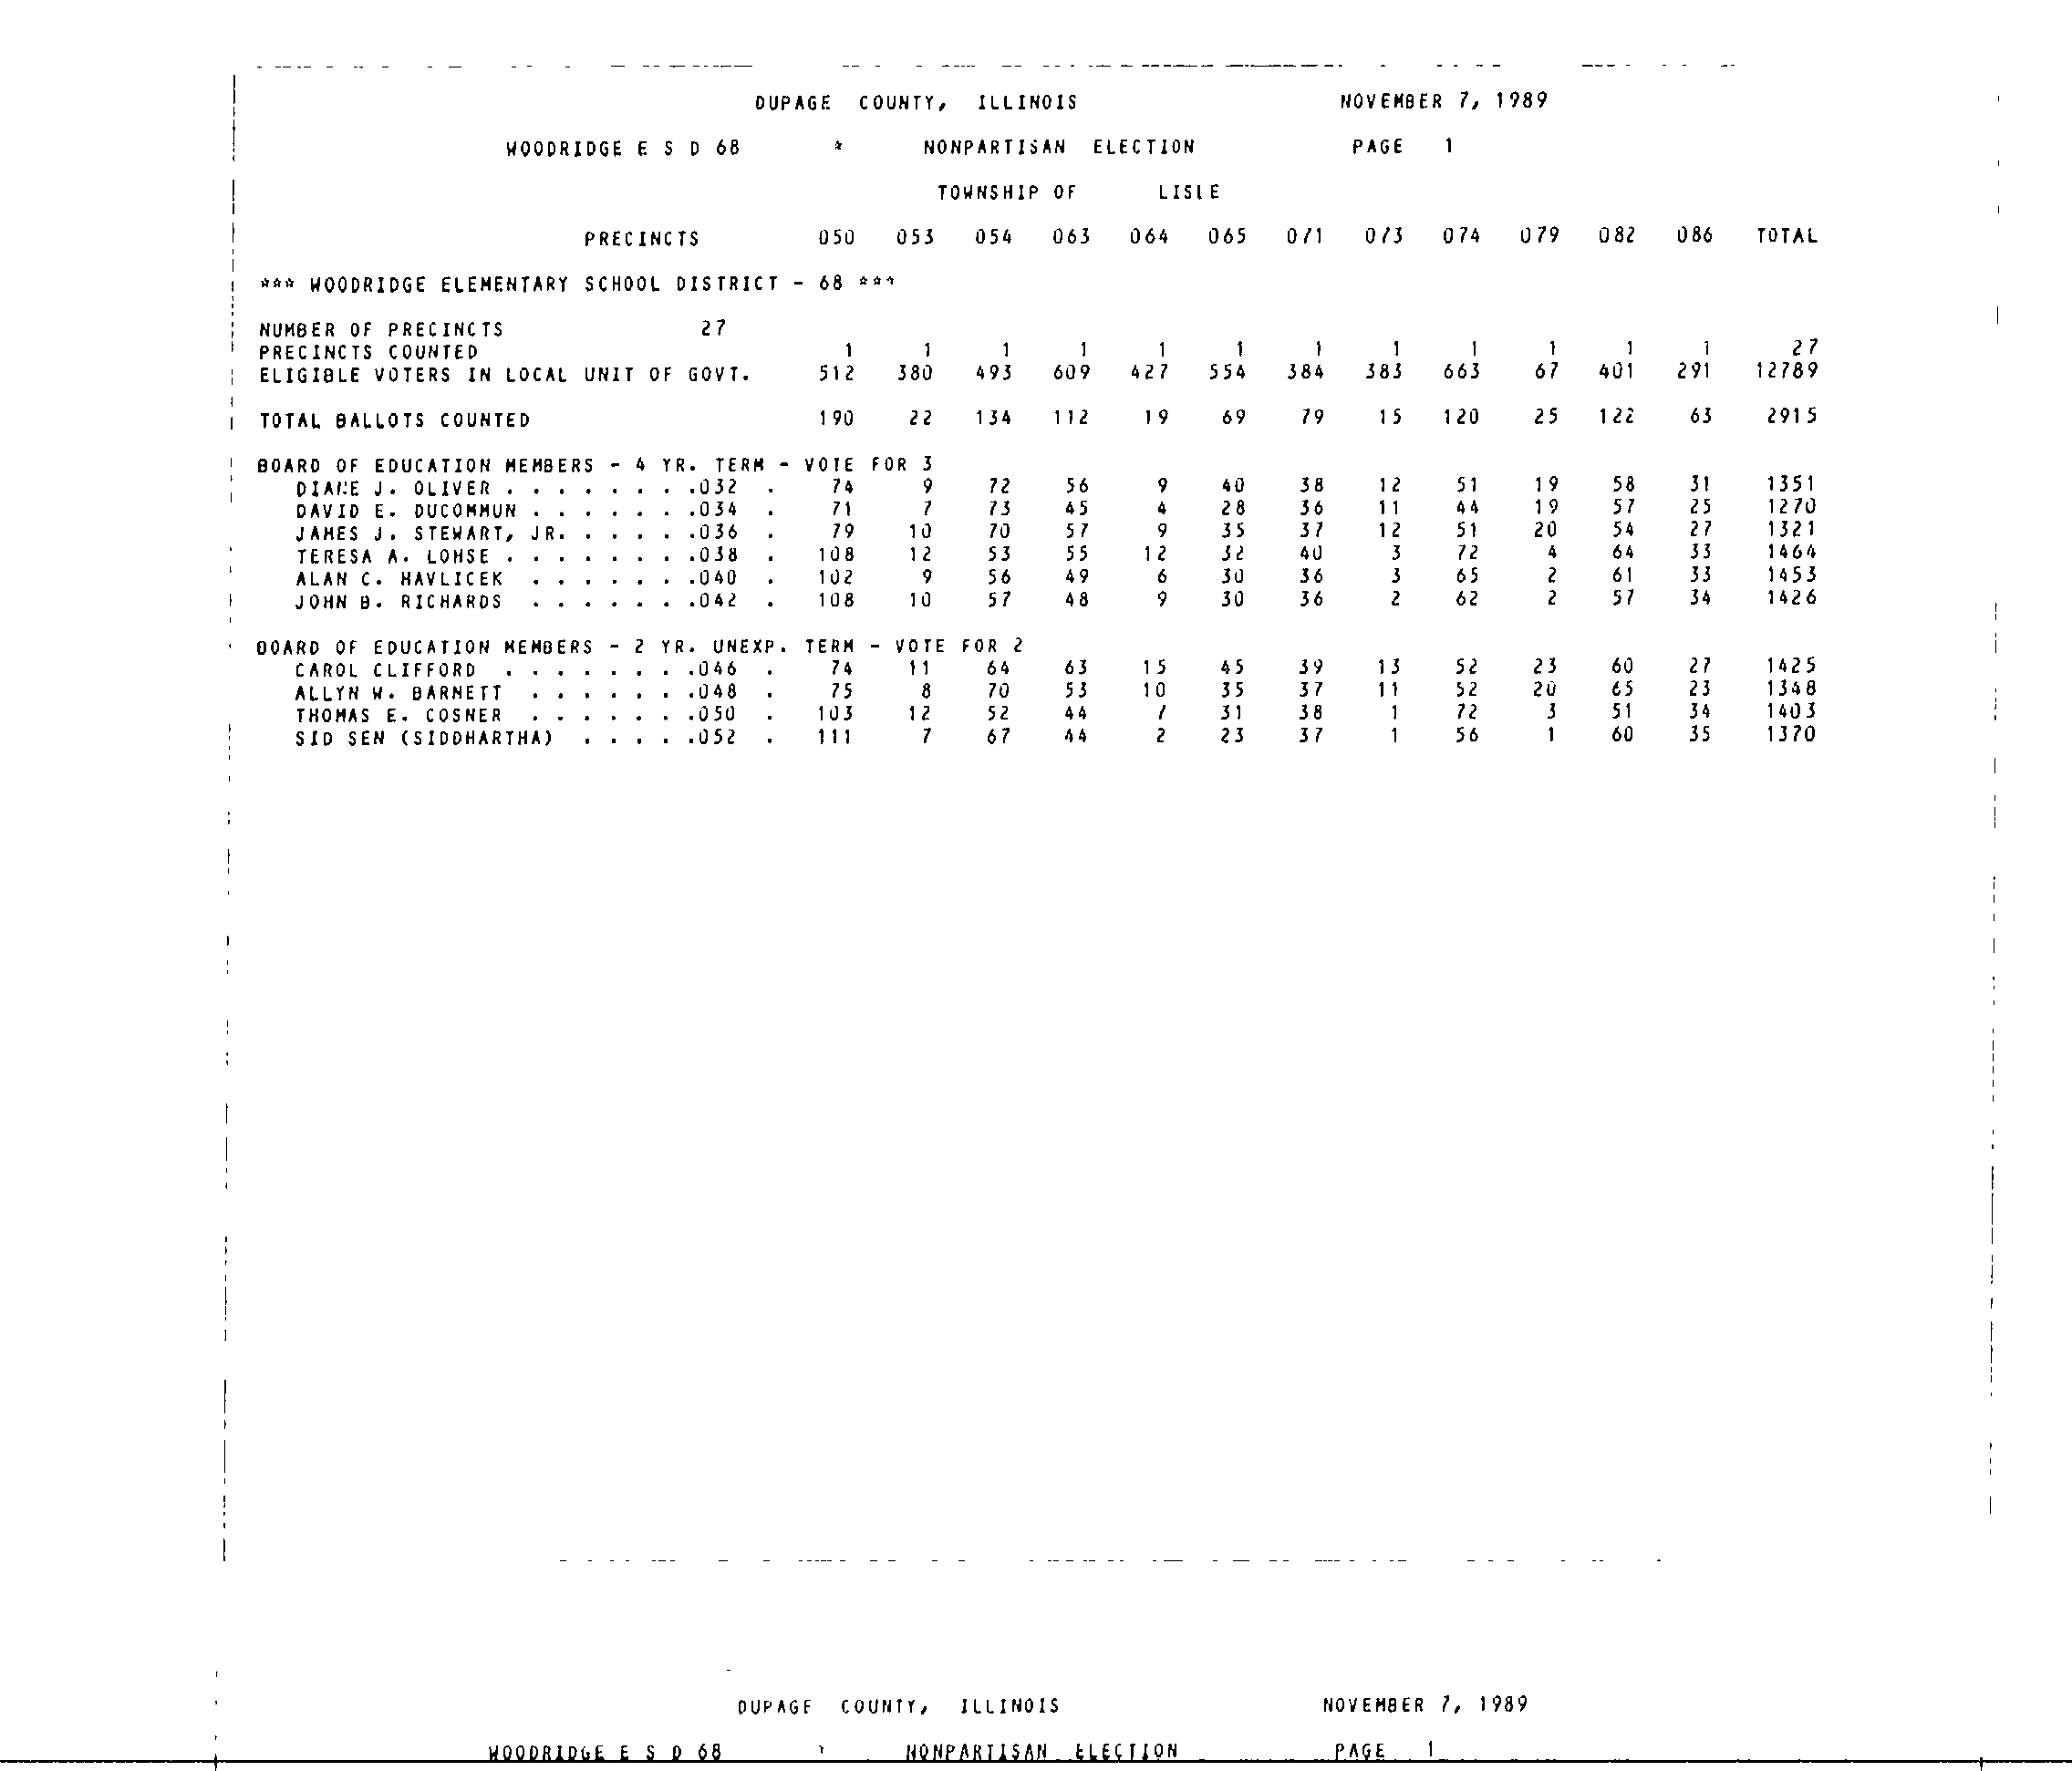 DUPAGE COUNTY, ILLINOIS NOVEMBER 7, 1989
WOODRIDGE E S D 68 * NONPARTISAN ELECTION PAGE 1
TOWNSHIP OF LISLE
PRECINCTS 050 053 054 063 064 065 071 073 074 079 082 086 TOTAL
*** WOODRIDGE ELEMENTARY SCHOOL DISTRICT - 68 ***
NUMBER OF PRECINCTS 27
PRECINCTS COUNTED 1 1 1 1 1 1 1 1 1 1 1 1 27
ELIGIBLE VOTERS IN LOCAL UNIT OF GOVT. 512 380 493 609 427 554 384 383 663 67 401 291 12789
TOTAL BALLOTS COUNTED 190 22 134 112 19 69 79 15 120 25 122 63 2915
BOARD OF EDUCATION MEMBERS - 4 YR. TERM - VOTE FOR 3
DIANE J. OLIVER . . . . . . . .032 . 74 9 72 56 9 40 38 12 51 19 58 31 1351
DAVID E. DUCOMMUN . . . . . . .034 . 71 7 73 45 4 28 36 11 44 19 57 25 1270
JAMES J. STEWART, JR. . . . . .036 . 79 10 70 57 9 35 37 12 51 20 54 27 1321
TERESA A. LOHSE . . . . . . . .038 . 108 12 53 55 12 32 40 3 72 4 64 33 1464
ALAN C. HAVLICEK . . . . . . .040 . 102 9 56 49 6 30 36 3 65 2 61 33 1453
JOHN B. RICHARDS . . . . . . .042 . 108 10 57 48 9 30 36 2 62 2 57 34 1426
BOARD OF EDUCATION MEMBERS - 2 YR. UNEXP. TERM - VOTE FOR 2
CAROL CLIFFORD . . . . . . . .046 . 74 11 64 63 15 45 39 13 52 23 60 27 1425
ALLYN W. BARNETT . . . . . . .048 . 75 8 70 53 10 35 37 11 52 20 65 23 1348
THOMAS E. COSNER . . . . . . .050 . 103 12 52 44 7 31 38 1 72 3 51 34 1403
SID SEN (SIDDHARTHA) . . . . .052 . 111 7 67 44 2 23 37 1 56 1 60 35 1370
DUPAGE COUNTY, ILLINOIS NOVEMBER 7, 1989
WOODRIDGE E S D 68 * NONPARTISAN ELECTION PAGE 1